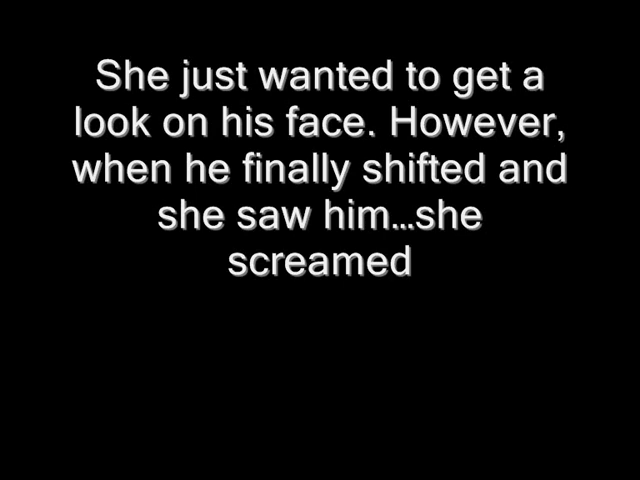 She just wanted to get a
look on his face. However,
when he finally shifted and
she saw him...she
screamed